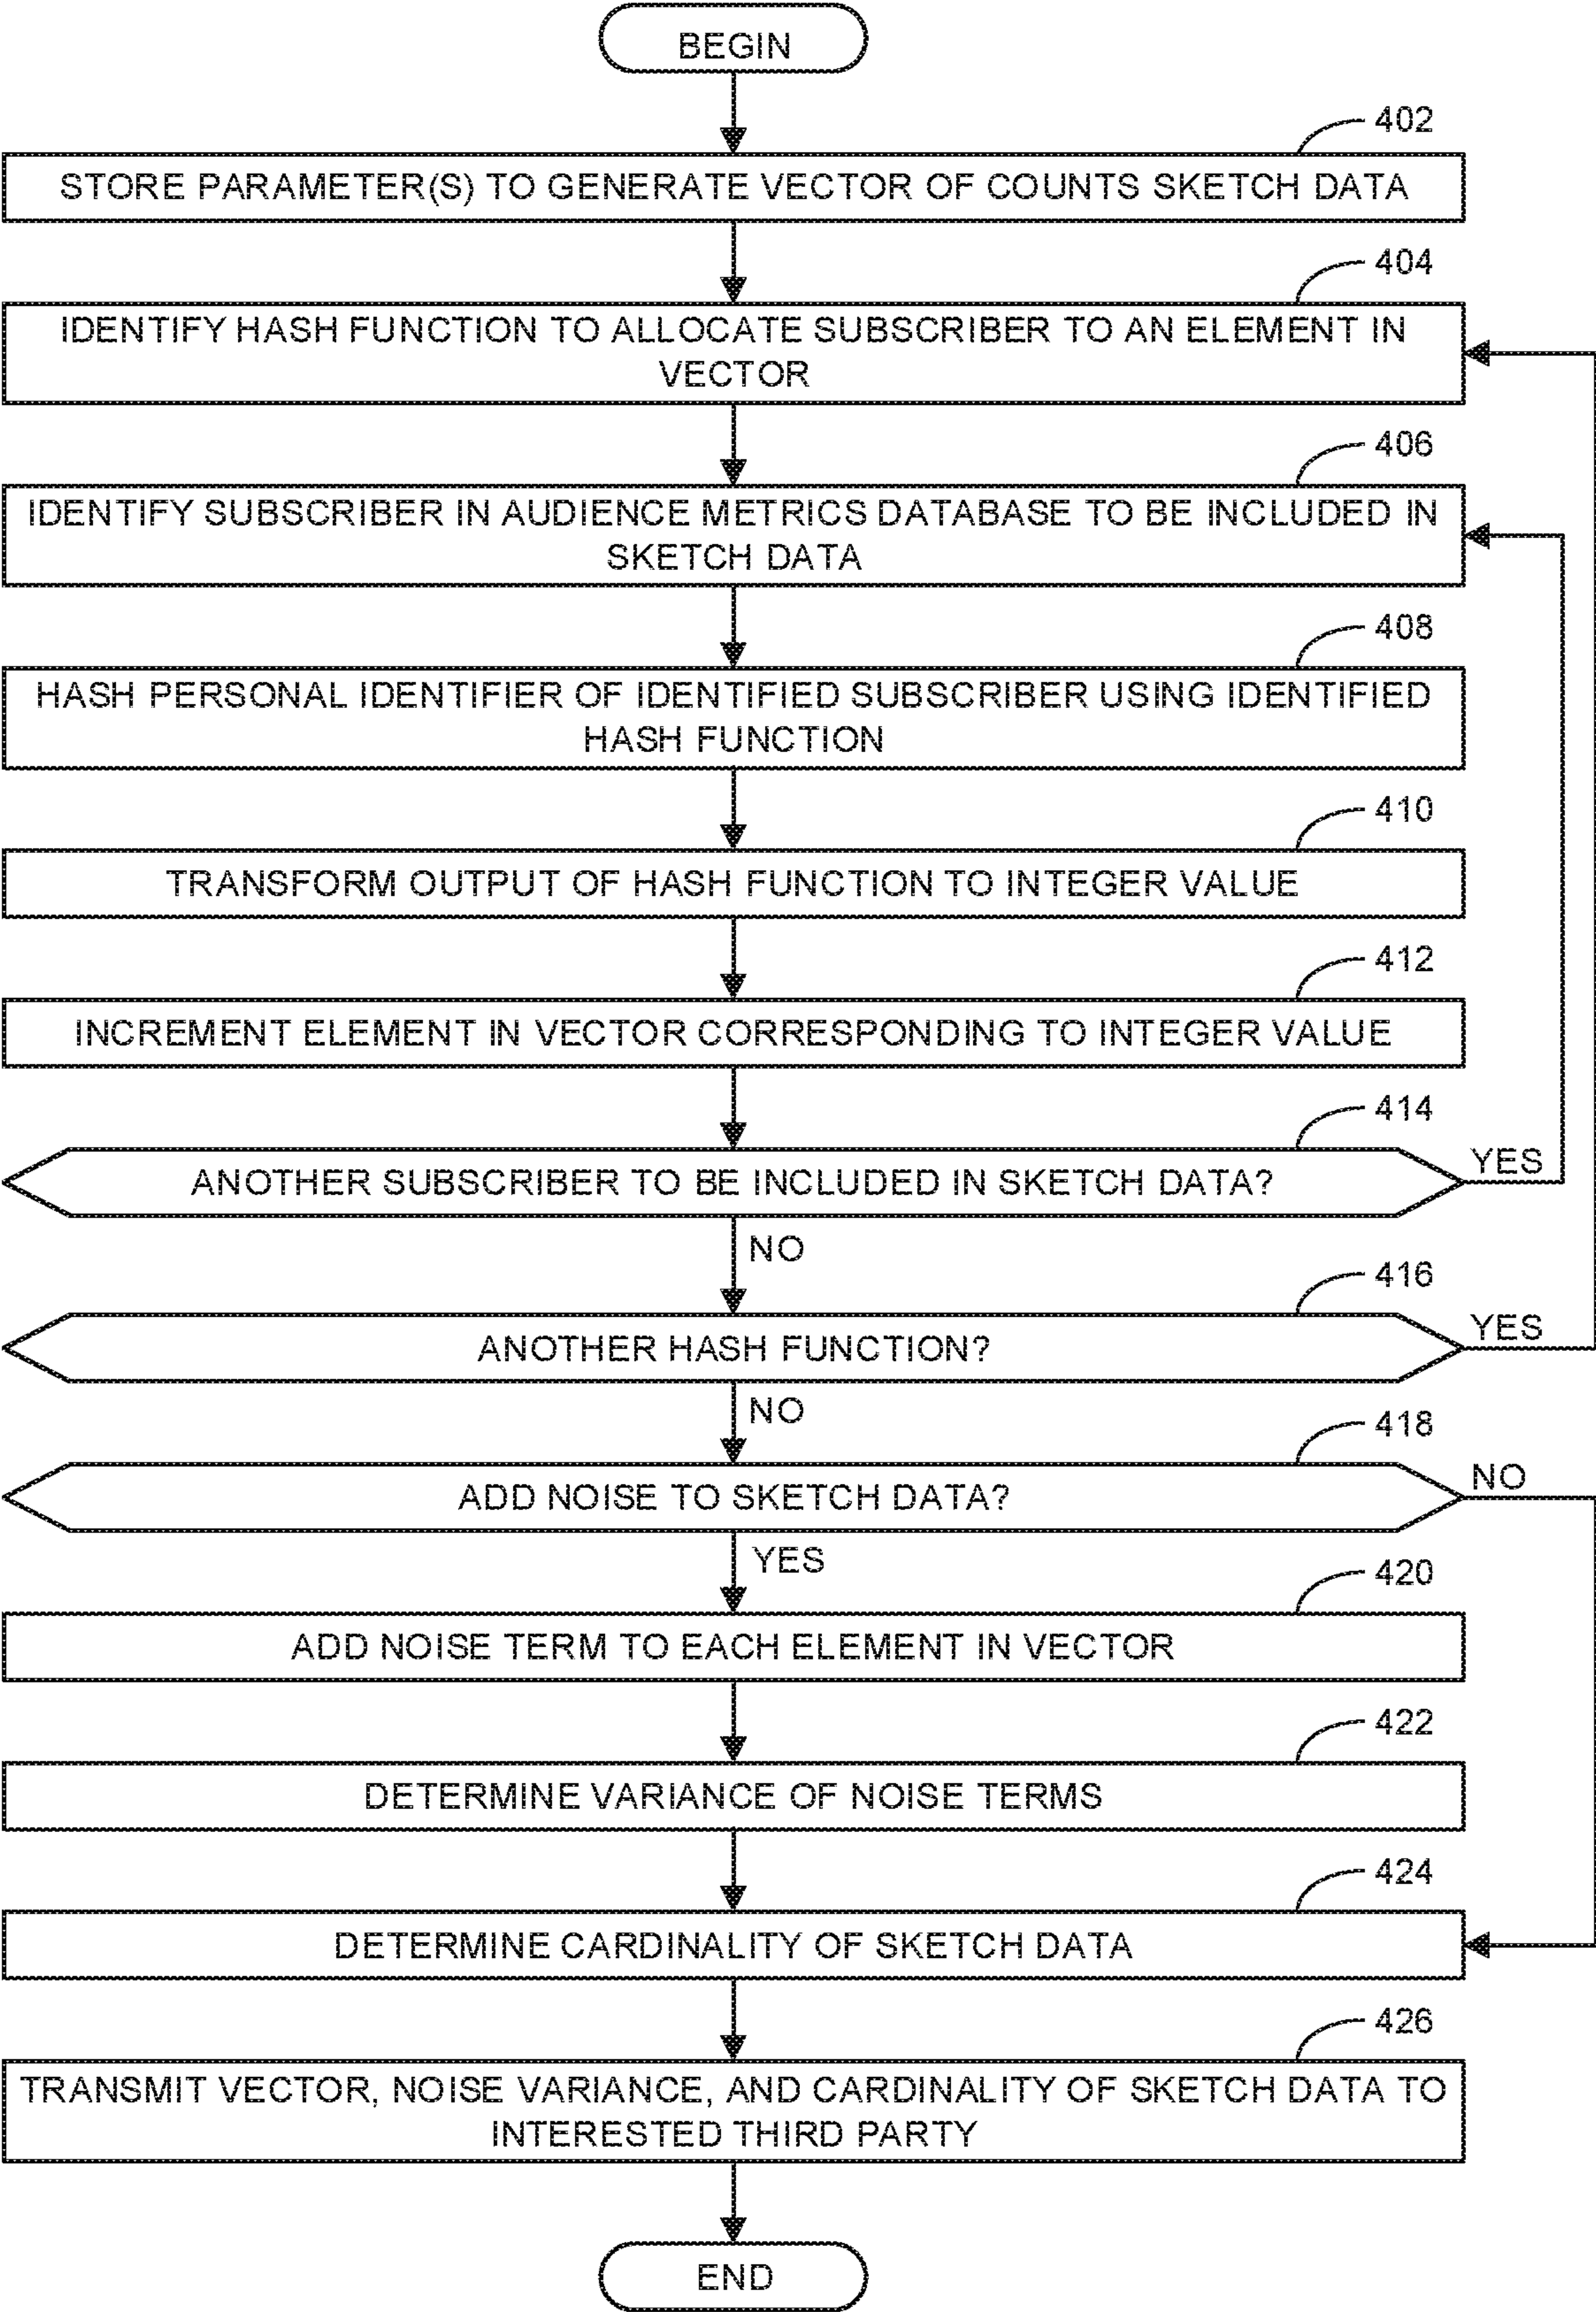 BEGIN
402
STORE PARAMETER(S) TO GENERATE VECTOR OF COUNTS SKETCH DATA
404
IDENTIFY HASH FUNCTION TO ALLOCATE SUBSCRIBER TO AN ELEMENT IN
VECTOR
406
IDENTIFY SUBSCRIBER IN AUDIENCE METRICS DATABASE TO BE INCLUDED IN
SKETCH DATA
408
HASH PERSONAL IDENTIFIER OF IDENTIFIED SUBSCRIBER USING IDENTIFIED
HASH FUNCTION
410
TRANSFORM OUTPUT OF HASH FUNCTION TO INTEGER VALUE
412
INCREMENT ELEMENT IN VECTOR CORRESPONDING TO INTEGER VALUE
414
ANOTHER SUBSCRIBER TO BE INCLUDED IN SKETCH DATA?
YES
NO
416
ANOTHER HASH FUNCTION?
YES
NO
418
ADD NOISE TO SKETCH DATA?
NO
YES
420
ADD NOISE TERM TO EACH ELEMENT IN VECTOR
422
DETERMINE VARIANCE OF NOISE TERMS
424
DETERMINE CARDINALITY OF SKETCH DATA
426
TRANSMIT VECTOR, NOISE VARIANCE, AND CARDINALITY OF SKETCH DATA TO
INTERESTED THIRD PARTY
END